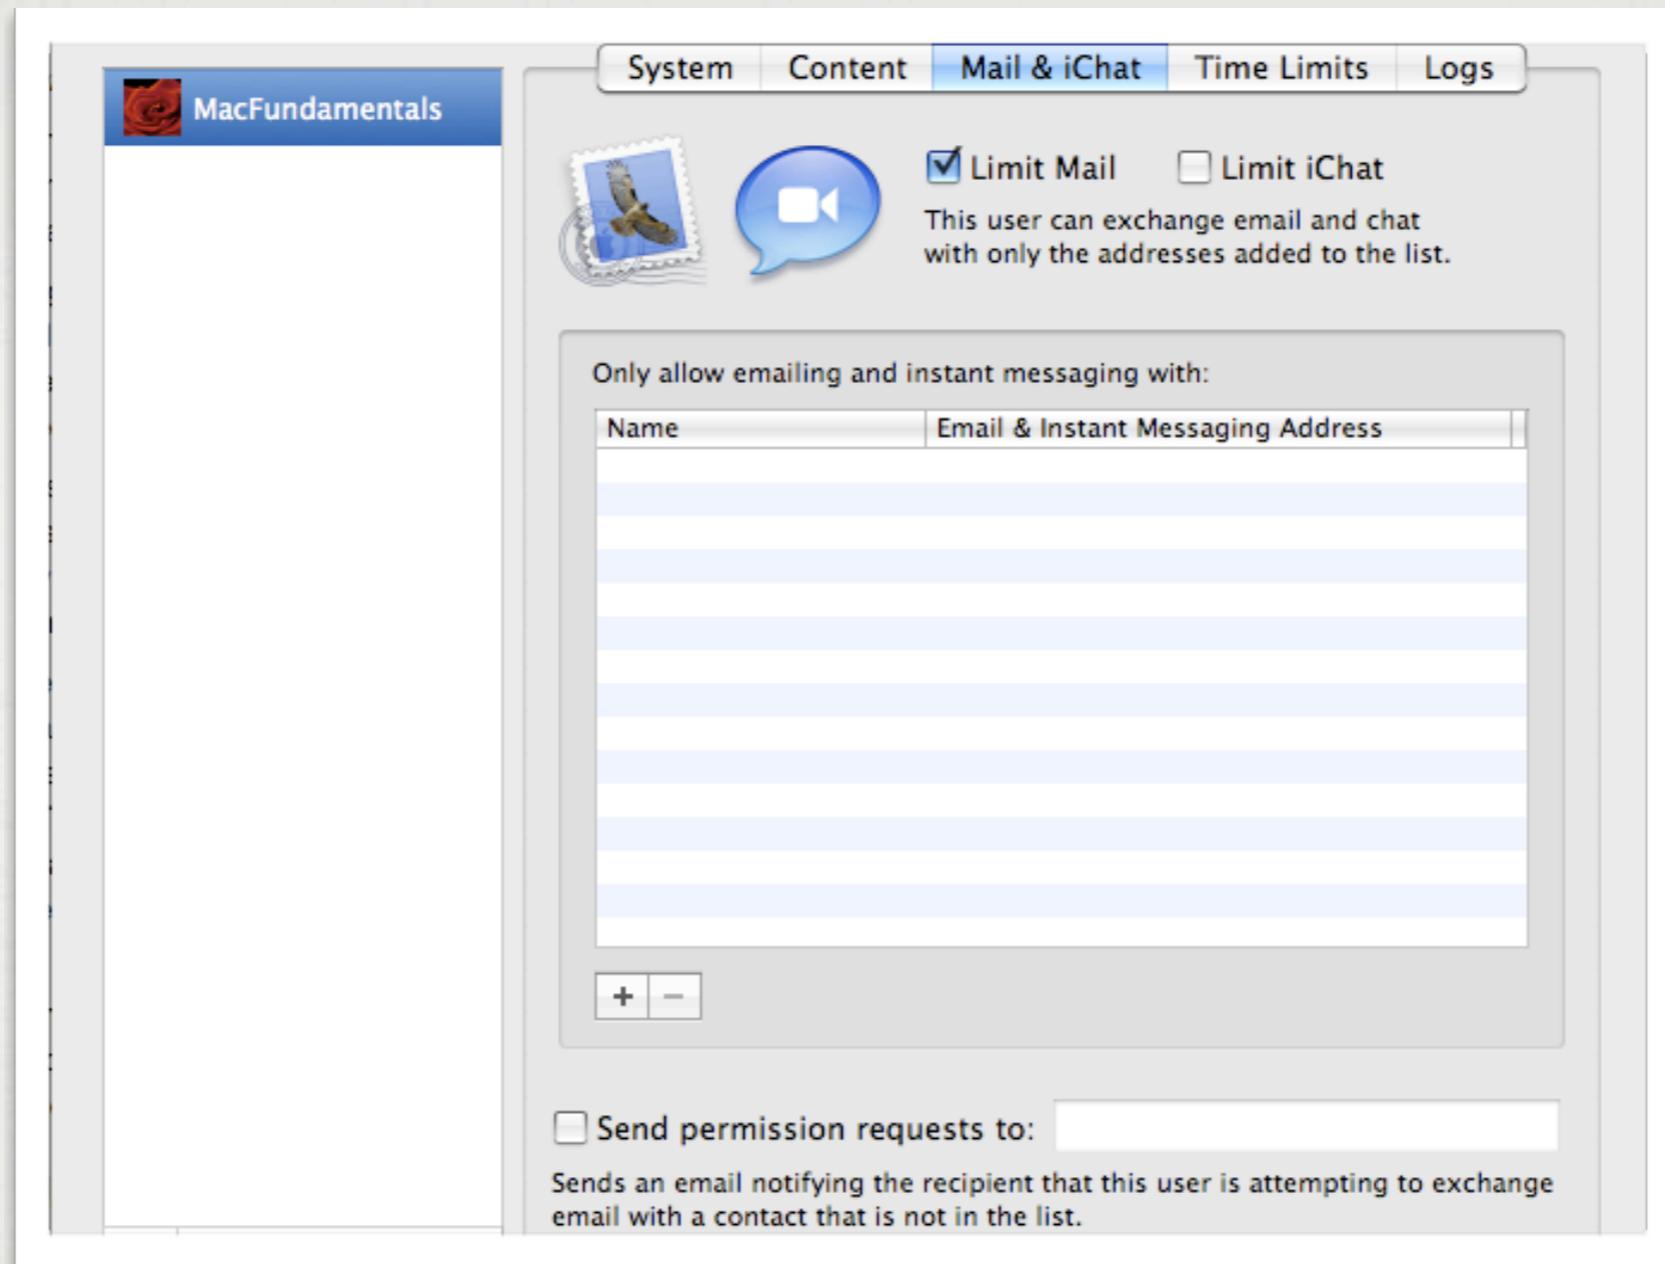 System Content Mail & iChat Time Limits Logs
MacFundamentals
Limit Mail Limit iChat
This user can exchange email and chat
with only the addresses added to the list.
Only allow emailing and instant messaging with:
Name Email & Instant Messaging Address
+ −
Send permission requests to:
Sends an email notifying the recipient that this user is attempting to exchange
email with a contact that is not in the list.